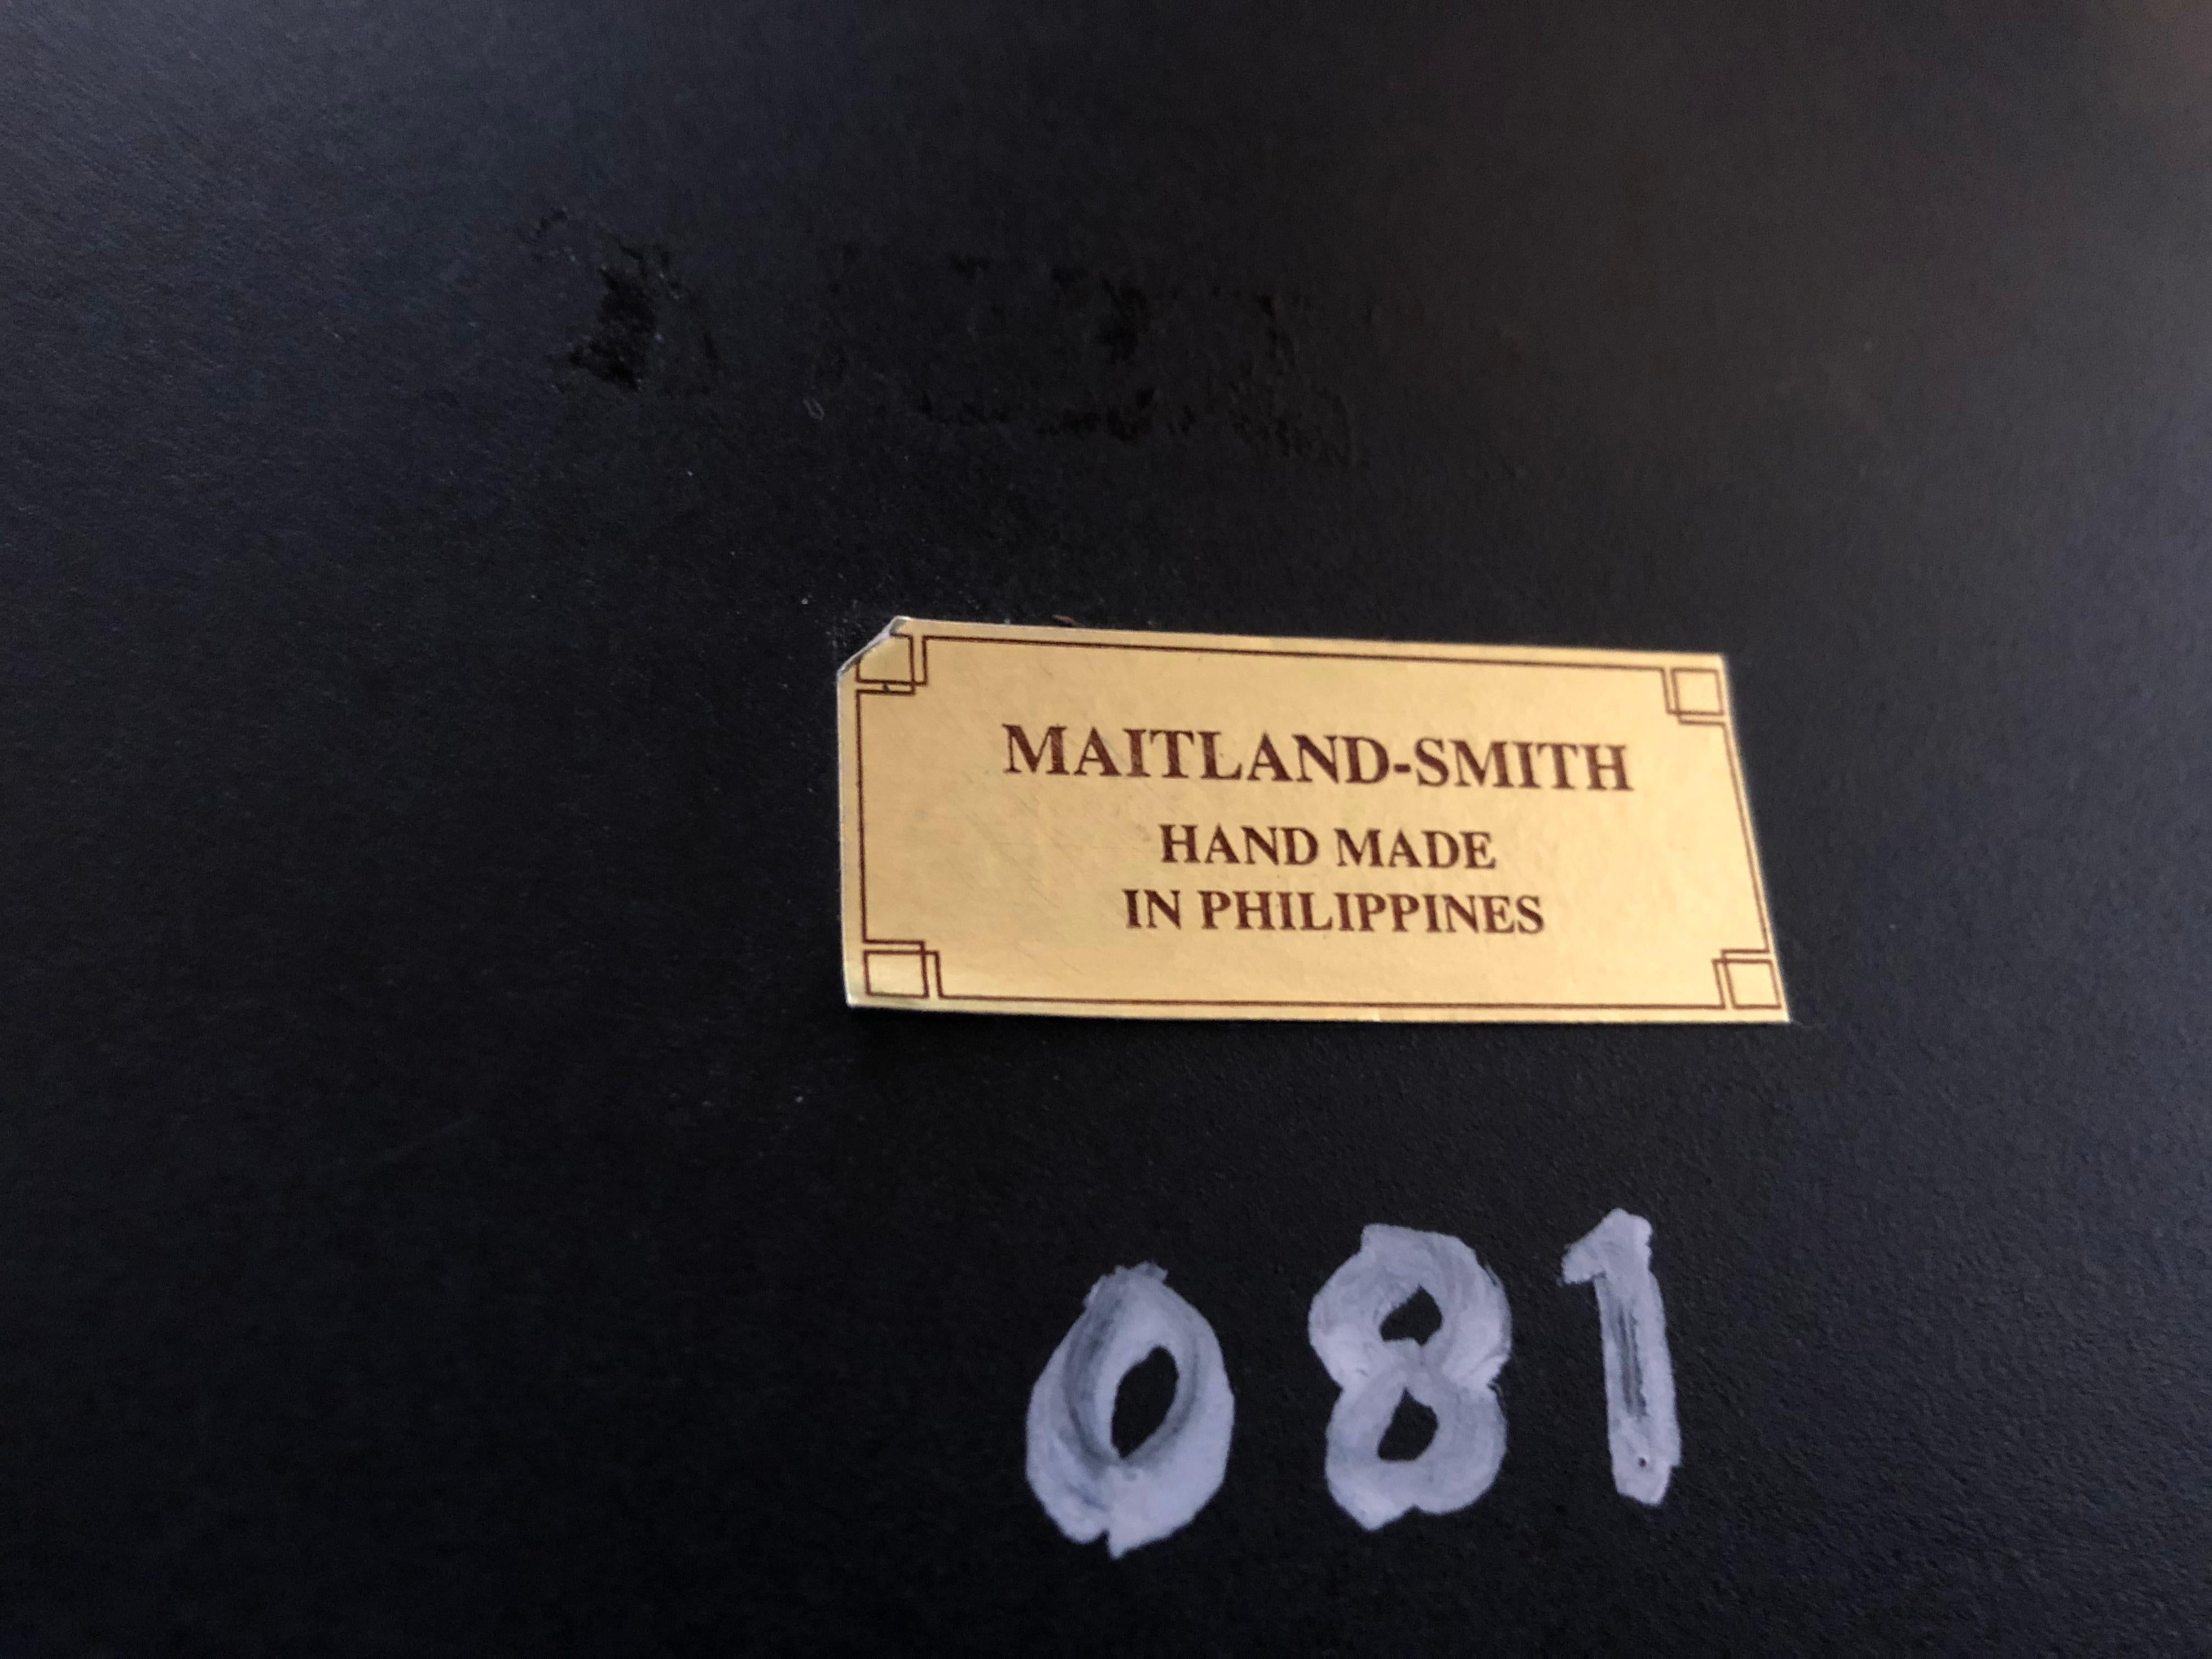 MAITLAND-SMITH
HAND MADE
IN PHILIPPINES
081